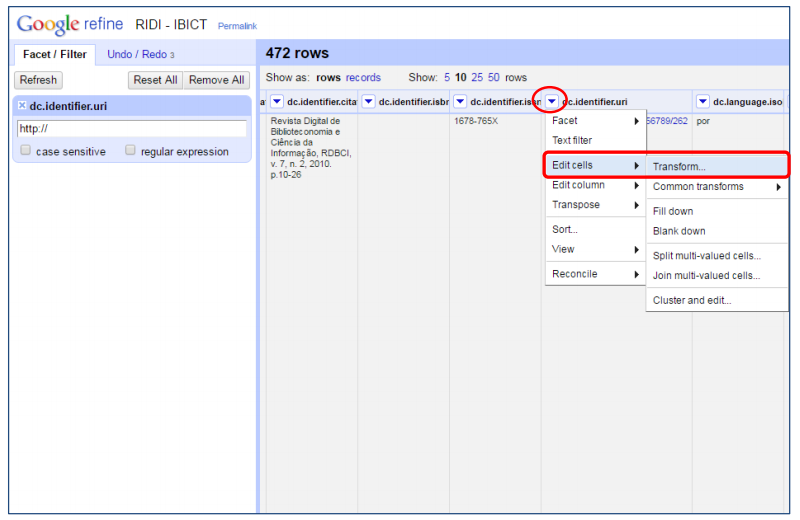 Google refine RIDI - IBICT Permalink
Facet / Filter Undo / Redo 3
Refresh Reset All Remove All
dc.identifier.uri
http://
case sensitive regular expression
472 rows
Show as: rows records Show: 5 10 25 50 rows
dc.identifier.cita dc.identifier.isbn dc.identifier.issn dc.identifier.uri dc.language.iso
Revista Digital de
Biblioteconomia e
Ciência da
Informação, RDBCI,
v. 7, n. 2, 2010.
p.10-26
1678-765X
56789/262
por
Facet
Text filter
Edit cells
Edit column
Transpose
Sort...
View
Reconcile
Transform...
Common transforms
Fill down
Blank down
Split multi-valued cells...
Join multi-valued cells...
Cluster and edit...